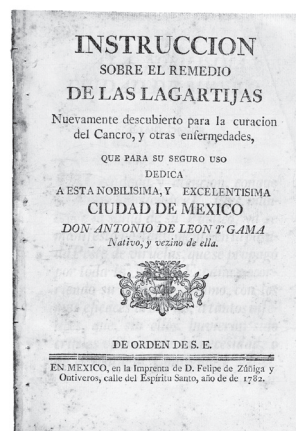 INSTRUCCION
SOBRE EL REMEDIO
DE LAS LAGARTIJAS
Nuevamente descubierto para la curacion
del Cancro, y otras enfermedades,
QUE PARA SU SEGURO USO
DEDICA
A ESTA NOBILISIMA, Y EXCELENTISIMA
CIUDAD DE MEXICO
DON ANTONIO DE LEON Y GAMA
Nativo, y vezino de ella.
DE ORDEN DE S. E.
EN MEXICO, en la Imprenta de D. Felipe de Zúñiga y
Ontiveros, calle del Espíritu Santo, año de de 1782.